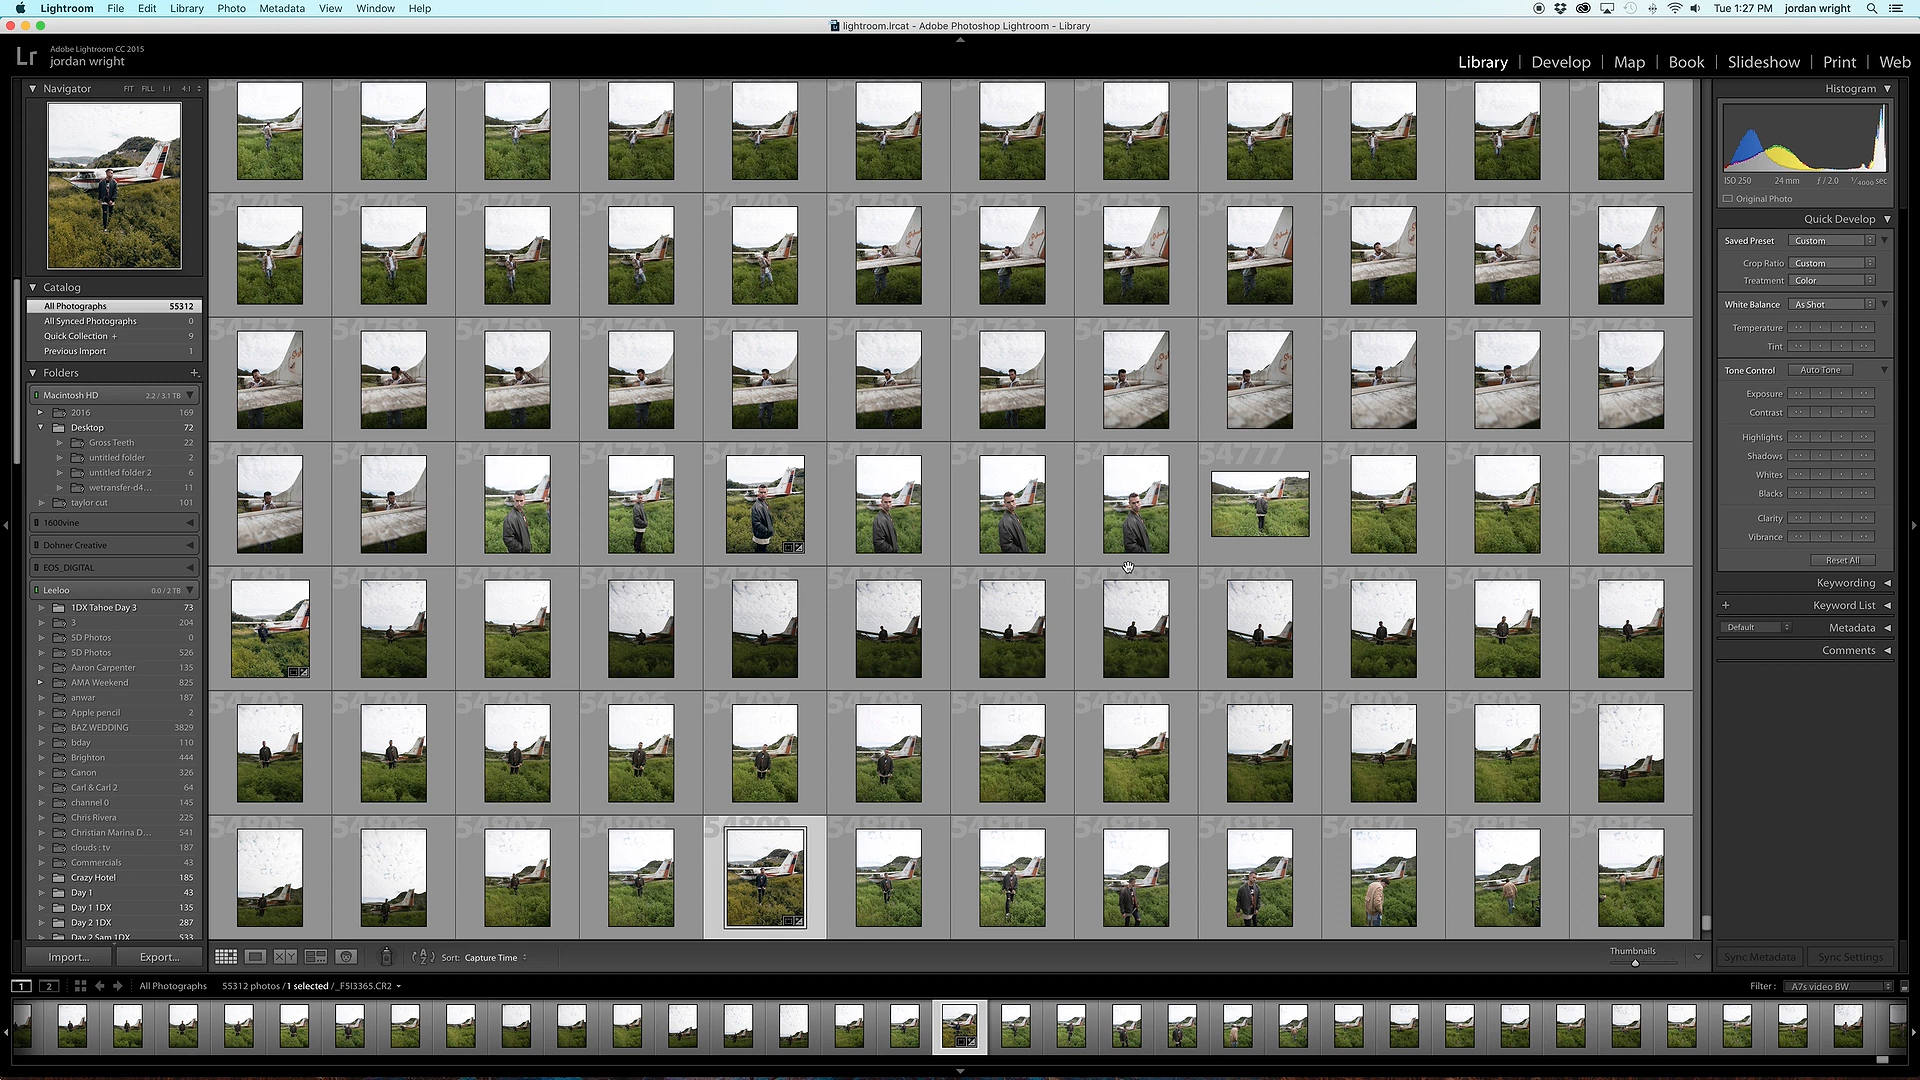 Lightroom File Edit Library Photo Metadata View Window Help Tue 1:27 PM jordan wright
lightroom.lrcat - Adobe Photoshop Lightroom - Library
Lr Adobe Lightroom CC 2015
jordan wright
Library | Develop | Map | Book | Slideshow | Print | Web
Navigator FIT FILL 1:1 4:1
Catalog
All Photographs 55312
All Synced Photographs 0
Quick Collection + 9
Previous Import 1
Folders +
Macintosh HD 2.2 / 3.1 TB
2016 169
Desktop 72
Gross Teeth 22
untitled folder 2
untitled folder 2 6
wetransfer-d4... 11
taylor cut 101
1600vine
Dohner Creative
EOS_DIGITAL
Leeloo 0.0 / 2 TB
1DX Tahoe Day 3 73
3 204
5D Photos 0
5D Photos 526
Aaron Carpenter 135
AMA Weekend 825
anwar 187
Apple pencil 2
BAZ WEDDING 3829
bday 110
Brighton 444
Canon 326
Carl & Carl 2 64
channel 0 145
Chris Rivera 225
Christian Marina D... 541
clouds : tv 187
Commercials 43
Crazy Hotel 185
Day 1 43
Day 1 1DX 135
Day 2 1DX 287
Day 2 Sam 1DX 533
Import... Export...
54777
54809
Sort: Capture Time
Thumbnails
Histogram
ISO 250 24 mm ƒ / 2.0 1/4000 sec
Original Photo
Quick Develop
Saved Preset Custom
Crop Ratio Custom
Treatment Color
White Balance As Shot
Temperature
Tint
Tone Control Auto Tone
Exposure
Contrast
Highlights
Shadows
Whites
Blacks
Clarity
Vibrance
Reset All
Keywording
+ Keyword List
Default Metadata
Comments
Sync Metadata Sync Settings
1 2 All Photographs 55312 photos / 1 selected / _F5I3365.CR2 Filter : A7s video BW